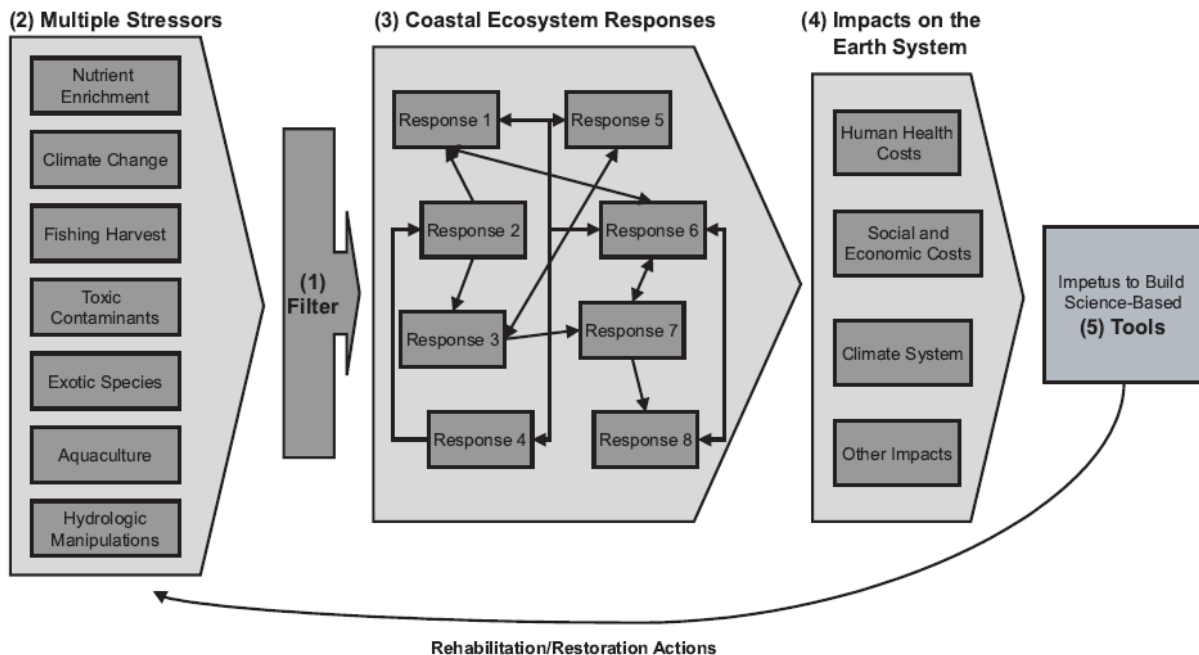 (2) Multiple Stressors
Nutrient
Enrichment
Climate Change
Fishing Harvest
Toxic
Contaminants
Exotic Species
Aquaculture
Hydrologic
Manipulations
(1)
Filter
(3) Coastal Ecosystem Responses
Response 1
Response 5
Response 2
Response 6
Response 3
Response 7
Response 4
Response 8
(4) Impacts on the
Earth System
Human Health
Costs
Social and
Economic Costs
Climate System
Other Impacts
Impetus to Build
Science-Based
(5) Tools
Rehabilitation/Restoration Actions